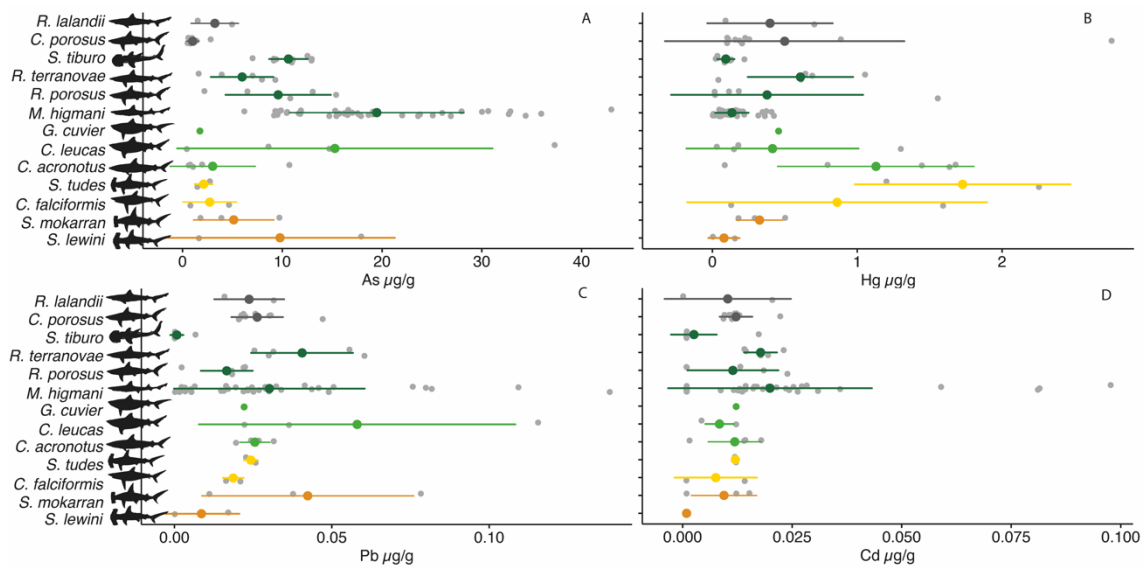 A
B
R. lalandii
C. porosus
S. tiburo
R. terranovae
R. porosus
M. higmani
G. cuvier
C. leucas
C. acronotus
S. tudes
C. falciformis
S. mokarran
S. lewini
0 10 20 30 40
As µg/g
0 1 2
Hg µg/g
C
D
R. lalandii
C. porosus
S. tiburo
R. terranovae
R. porosus
M. higmani
G. cuvier
C. leucas
C. acronotus
S. tudes
C. falciformis
S. mokarran
S. lewini
0.00 0.05 0.10
Pb µg/g
0.000 0.025 0.050 0.075 0.100
Cd µg/g